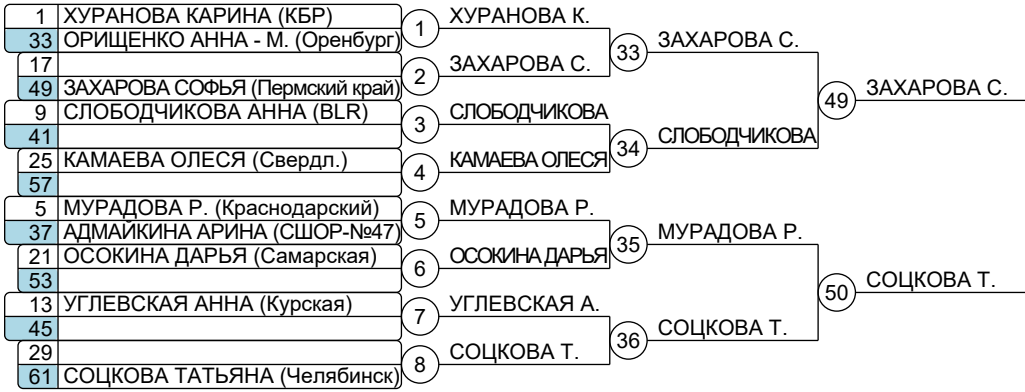 1 ХУРАНОВА КАРИНА (КБР)
33 ОРИЩЕНКО АННА - М. (Оренбург)
1
ХУРАНОВА К.
17
49 ЗАХАРОВА СОФЬЯ (Пермский край)
2
ЗАХАРОВА С.
33
ЗАХАРОВА С.
9 СЛОБОДЧИКОВА АННА (BLR)
41
3
СЛОБОДЧИКОВА
25 КАМАЕВА ОЛЕСЯ (Свердл.)
57
4
КАМАЕВА ОЛЕСЯ
34
СЛОБОДЧИКОВА
49
ЗАХАРОВА С.
5 МУРАДОВА Р. (Краснодарский)
37 АДМАЙКИНА АРИНА (СШОР-№47)
5
МУРАДОВА Р.
21 ОСОКИНА ДАРЬЯ (Самарская)
53
6
ОСОКИНА ДАРЬЯ
35
МУРАДОВА Р.
13 УГЛЕВСКАЯ АННА (Курская)
45
7
УГЛЕВСКАЯ А.
29
61 СОЦКОВА ТАТЬЯНА (Челябинск)
8
СОЦКОВА Т.
36
СОЦКОВА Т.
50
СОЦКОВА Т.